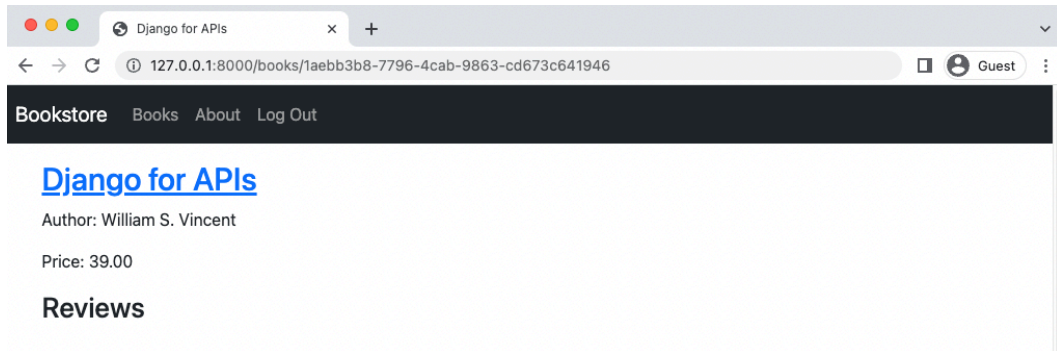 Django for APIs
127.0.0.1:8000/books/1aebb3b8-7796-4cab-9863-cd673c641946 Guest
Bookstore Books About Log Out
Django for APIs
Author: William S. Vincent
Price: 39.00
Reviews